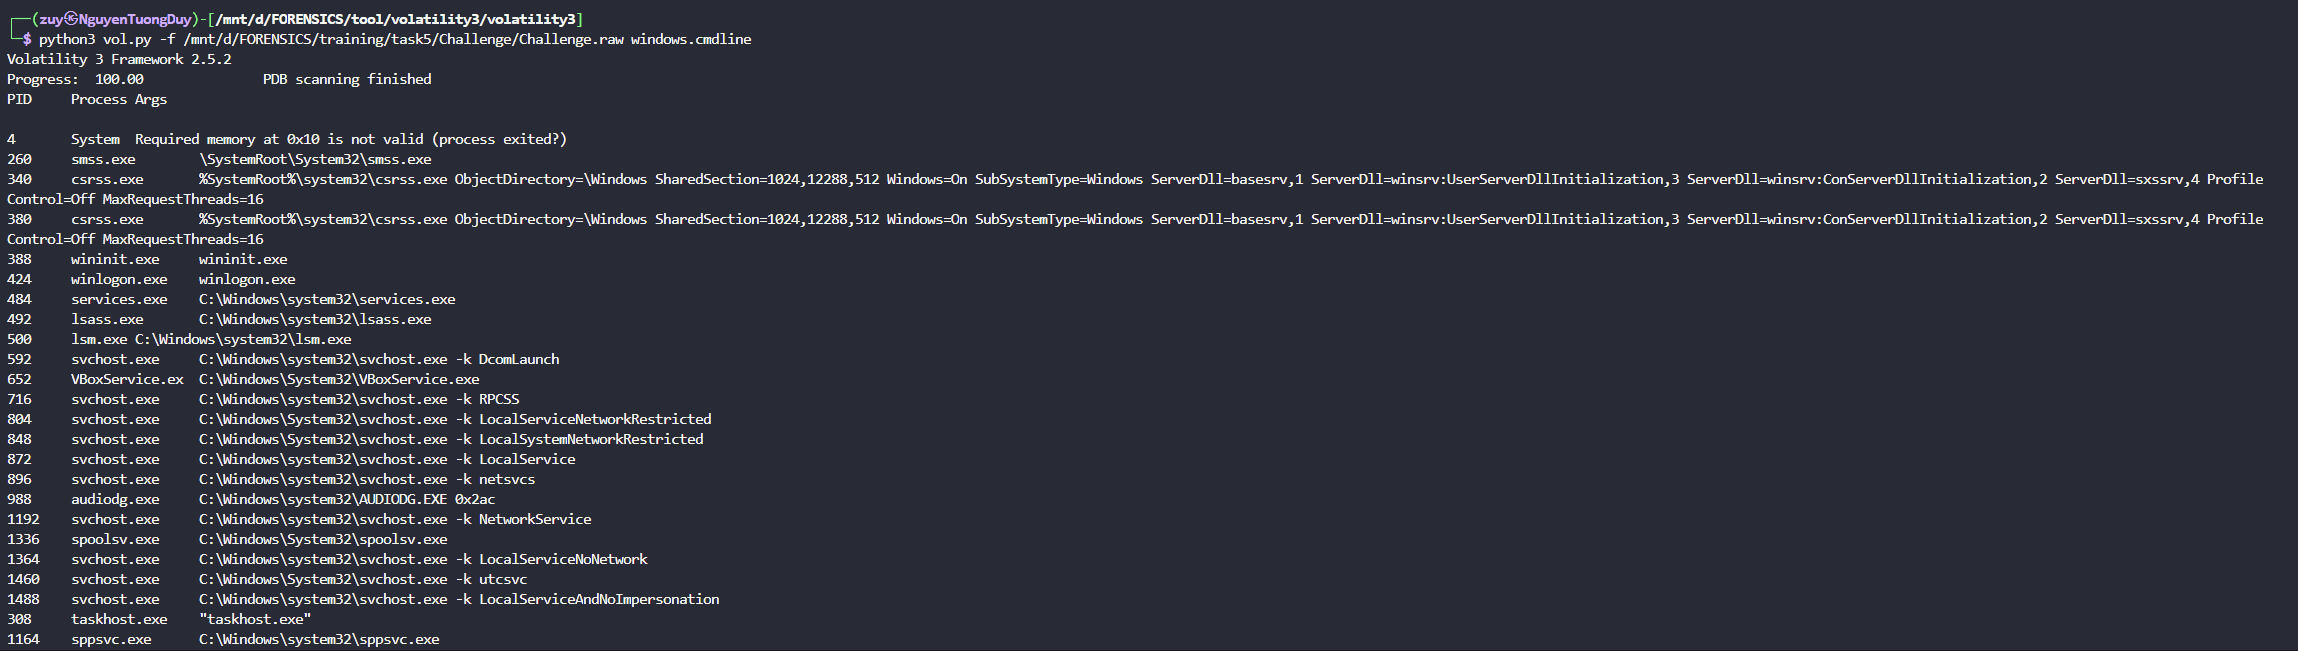 ┌──(zuy㉿NguyenTuongDuy)-[/mnt/d/FORENSICS/tool/volatility3/volatility3]
└─$ python3 vol.py -f /mnt/d/FORENSICS/training/task5/Challenge/Challenge.raw windows.cmdline
Volatility 3 Framework 2.5.2
Progress:  100.00               PDB scanning finished
PID     Process Args
4       System  Required memory at 0x10 is not valid (process exited?)
260     smss.exe        \SystemRoot\System32\smss.exe
340     csrss.exe       %SystemRoot%\system32\csrss.exe ObjectDirectory=\Windows SharedSection=1024,12288,512 Windows=On SubSystemType=Windows ServerDll=basesrv,1 ServerDll=winsrv:UserServerDllInitialization,3 ServerDll=winsrv:ConServerDllInitialization,2 ServerDll=sxssrv,4 Profile
Control=Off MaxRequestThreads=16
380     csrss.exe       %SystemRoot%\system32\csrss.exe ObjectDirectory=\Windows SharedSection=1024,12288,512 Windows=On SubSystemType=Windows ServerDll=basesrv,1 ServerDll=winsrv:UserServerDllInitialization,3 ServerDll=winsrv:ConServerDllInitialization,2 ServerDll=sxssrv,4 Profile
Control=Off MaxRequestThreads=16
388     wininit.exe     wininit.exe
424     winlogon.exe    winlogon.exe
484     services.exe    C:\Windows\system32\services.exe
492     lsass.exe       C:\Windows\system32\lsass.exe
500     lsm.exe C:\Windows\system32\lsm.exe
592     svchost.exe     C:\Windows\system32\svchost.exe -k DcomLaunch
652     VBoxService.ex  C:\Windows\System32\VBoxService.exe
716     svchost.exe     C:\Windows\system32\svchost.exe -k RPCSS
804     svchost.exe     C:\Windows\System32\svchost.exe -k LocalServiceNetworkRestricted
848     svchost.exe     C:\Windows\System32\svchost.exe -k LocalSystemNetworkRestricted
872     svchost.exe     C:\Windows\system32\svchost.exe -k LocalService
896     svchost.exe     C:\Windows\system32\svchost.exe -k netsvcs
988     audiodg.exe     C:\Windows\system32\AUDIODG.EXE 0x2ac
1192    svchost.exe     C:\Windows\system32\svchost.exe -k NetworkService
1336    spoolsv.exe     C:\Windows\System32\spoolsv.exe
1364    svchost.exe     C:\Windows\system32\svchost.exe -k LocalServiceNoNetwork
1460    svchost.exe     C:\Windows\System32\svchost.exe -k utcsvc
1488    svchost.exe     C:\Windows\system32\svchost.exe -k LocalServiceAndNoImpersonation
308     taskhost.exe    "taskhost.exe"
1164    sppsvc.exe      C:\Windows\system32\sppsvc.exe